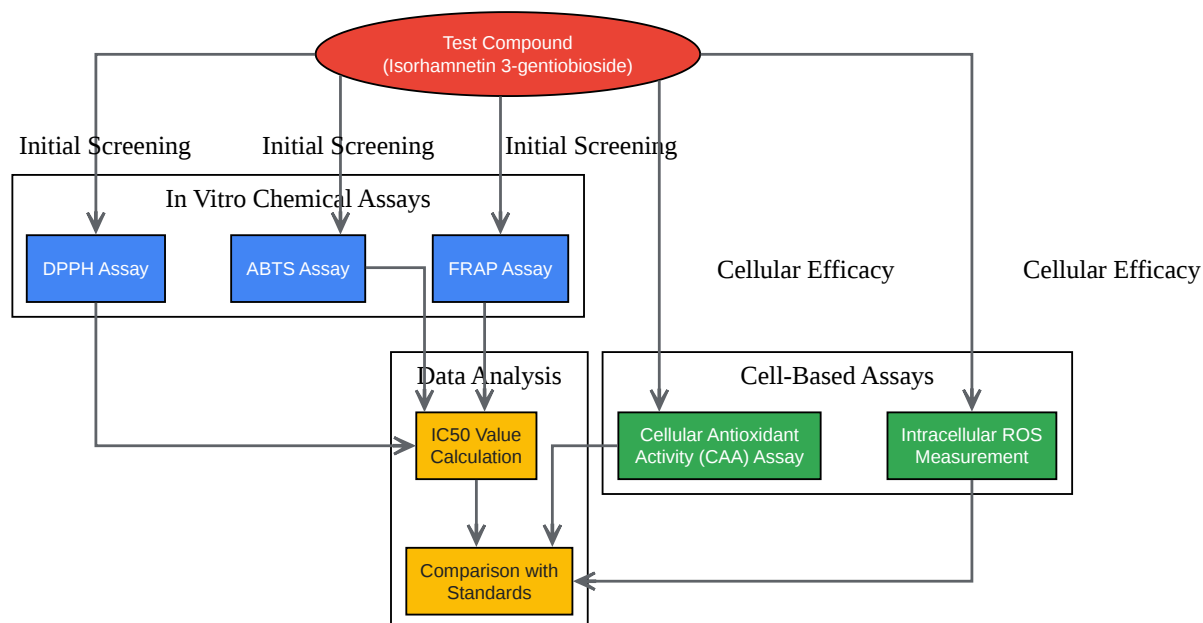 Test Compound
(Isorhamnetin 3-gentiobioside)
Initial Screening
Initial Screening
Initial Screening
In Vitro Chemical Assays
DPPH Assay
ABTS Assay
FRAP Assay
Cellular Efficacy
Cellular Efficacy
Data Analysis
Cell-Based Assays
IC50 Value
Calculation
Cellular Antioxidant
Activity (CAA) Assay
Intracellular ROS
Measurement
Comparison with
Standards